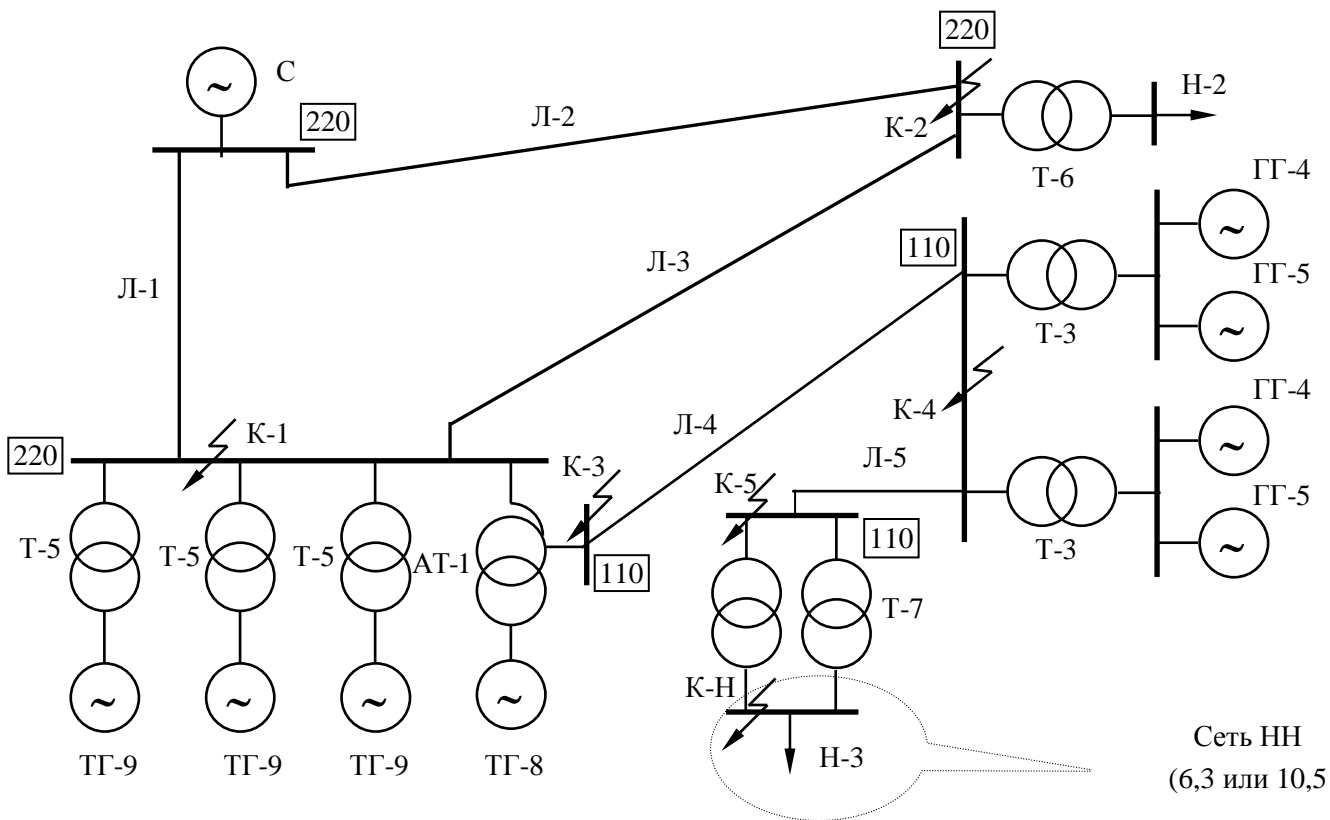 220
С
220
Н-2
Л-2
К-2
Т-6
ГГ-4
110
Л-3
Л-1
ГГ-5
Т-3
ГГ-4
К-4
К-1
Л-4
220
К-3
Л-5
К-5
ГГ-5
Т-5
Т-5
Т-5
АТ-1
110
110
Т-3
Т-7
К-Н
Н-3
Сеть НН
ТГ-9
ТГ-9
ТГ-9
ТГ-8
(6,3 или 10,5